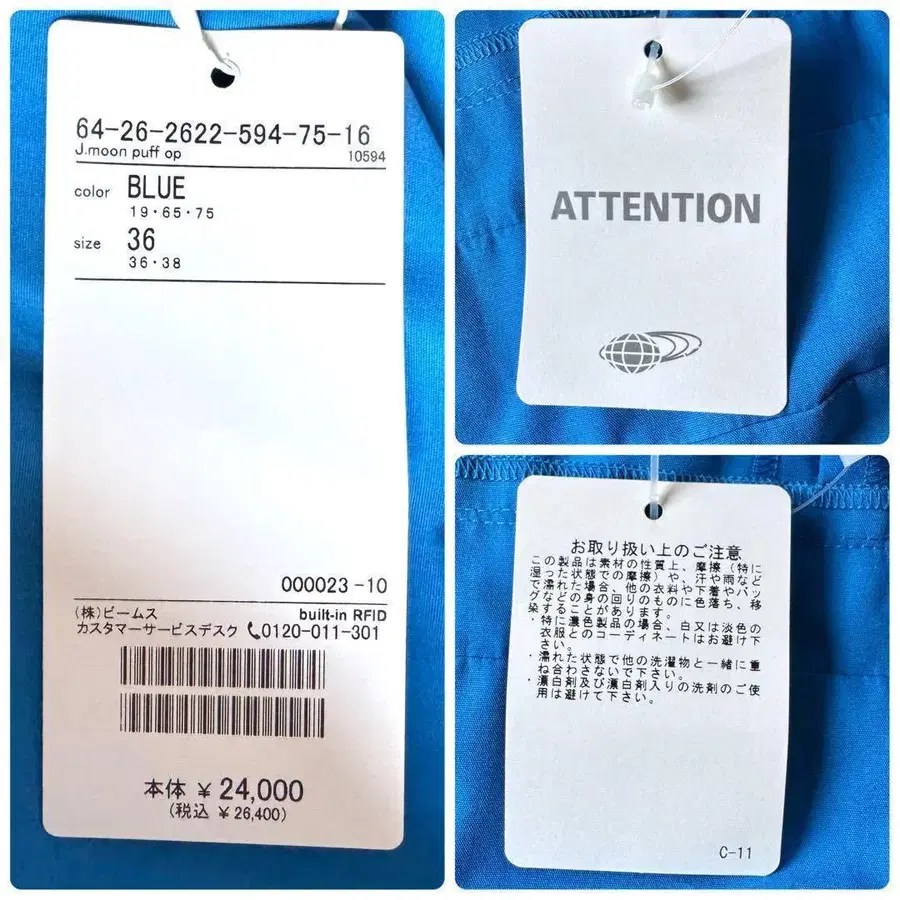 64-26-2622-594-75-16
J.moon puff op 10594
color BLUE
19・65・75
size 36
36・38
000023-10
(株)ビームス built-in RFID
カスタマーサービスデスク 0120-011-301
本体 ¥ 24,000
(税込 ¥ 26,400)
ATTENTION
お取り扱い上のご注意
この製品は素材の性質上、摩擦(特に
湿った状態での摩擦)や、汗や雨など
で濡れた場合、他の衣料や下着やバッ
グなどの身の回りのものに色落ち、移
染することがあります。
・特に濃色製品の場合、白又は淡色の
衣服とのコーディネートはお避け下
さい。
・濡れた状態で他の洗濯物と一緒に重
ね合わさないで下さい。
・漂白剤及び漂白剤入りの洗剤のご使
用は避けて下さい。
C-11